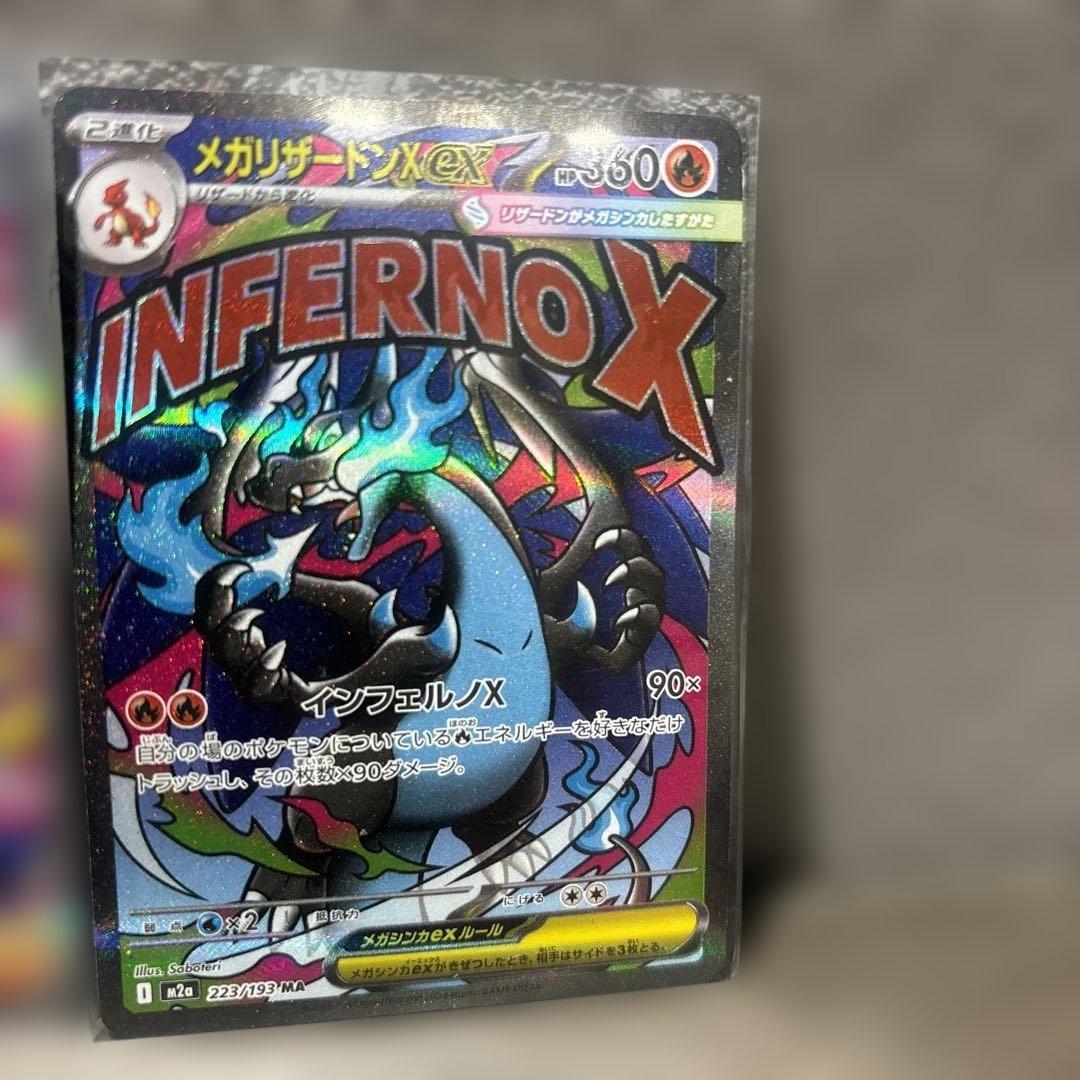 2進化
メガリザードンXex
HP360
リザードから進化
リザードンがメガシンカしたすがた
INFERNO X
インフェルノX
90×
自分の場のポケモンについているエネルギーを好きなだけ
トラッシュし、その枚数×90ダメージ。
弱点 ×2 抵抗力 にげる
メガシンカexルール
メガシンカexがきぜつしたとき、相手はサイドを3枚とる。
Illus. Saboteri
I M2a 223/193 MA